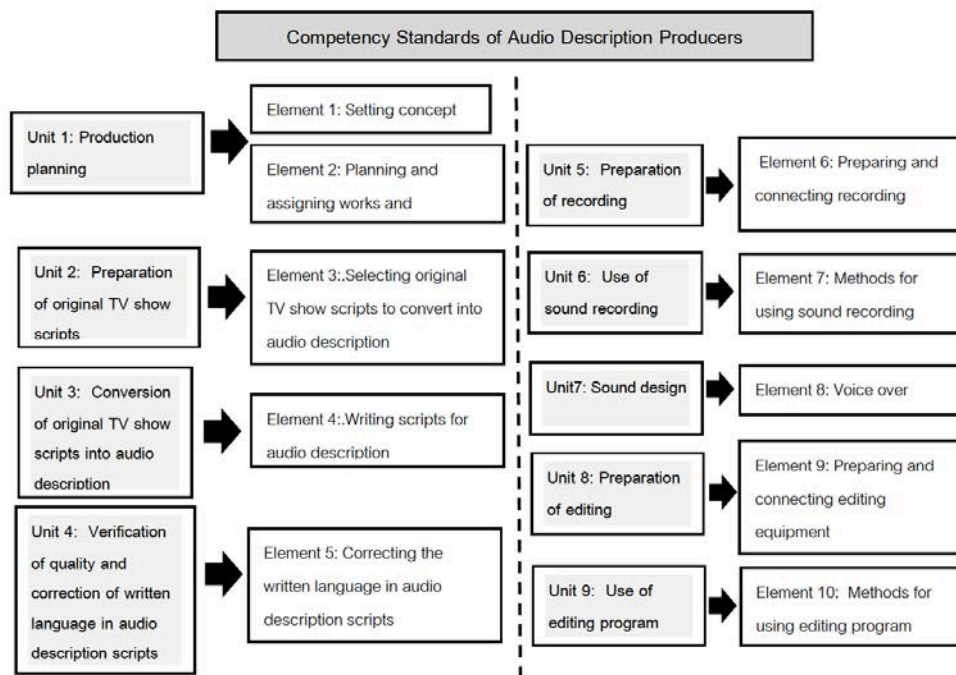 Competency Standards of Audio Description Producers
Unit 1: Production
planning
Element 1: Setting concept
Element 2: Planning and
assigning works and
Unit 2: Preparation
of original TV show
scripts
Element 3:.Selecting original
TV show scripts to convert into
audio description
Unit 3: Conversion
of original TV show
scripts into audio
description
Element 4:.Writing scripts for
audio description
Unit 4: Verification
of quality and
correction of written
language in audio
description scripts
Element 5: Correcting the
written language in audio
description scripts
Unit 5: Preparation
of recording
Element 6: Preparing and
connecting recording
Unit 6: Use of
sound recording
Element 7: Methods for
using sound recording
Unit7: Sound design
Element 8: Voice over
Unit 8: Preparation
of editing
Element 9: Preparing and
connecting editing
equipment
Unit 9: Use of
editing program
Element 10: Methods for
using editing program